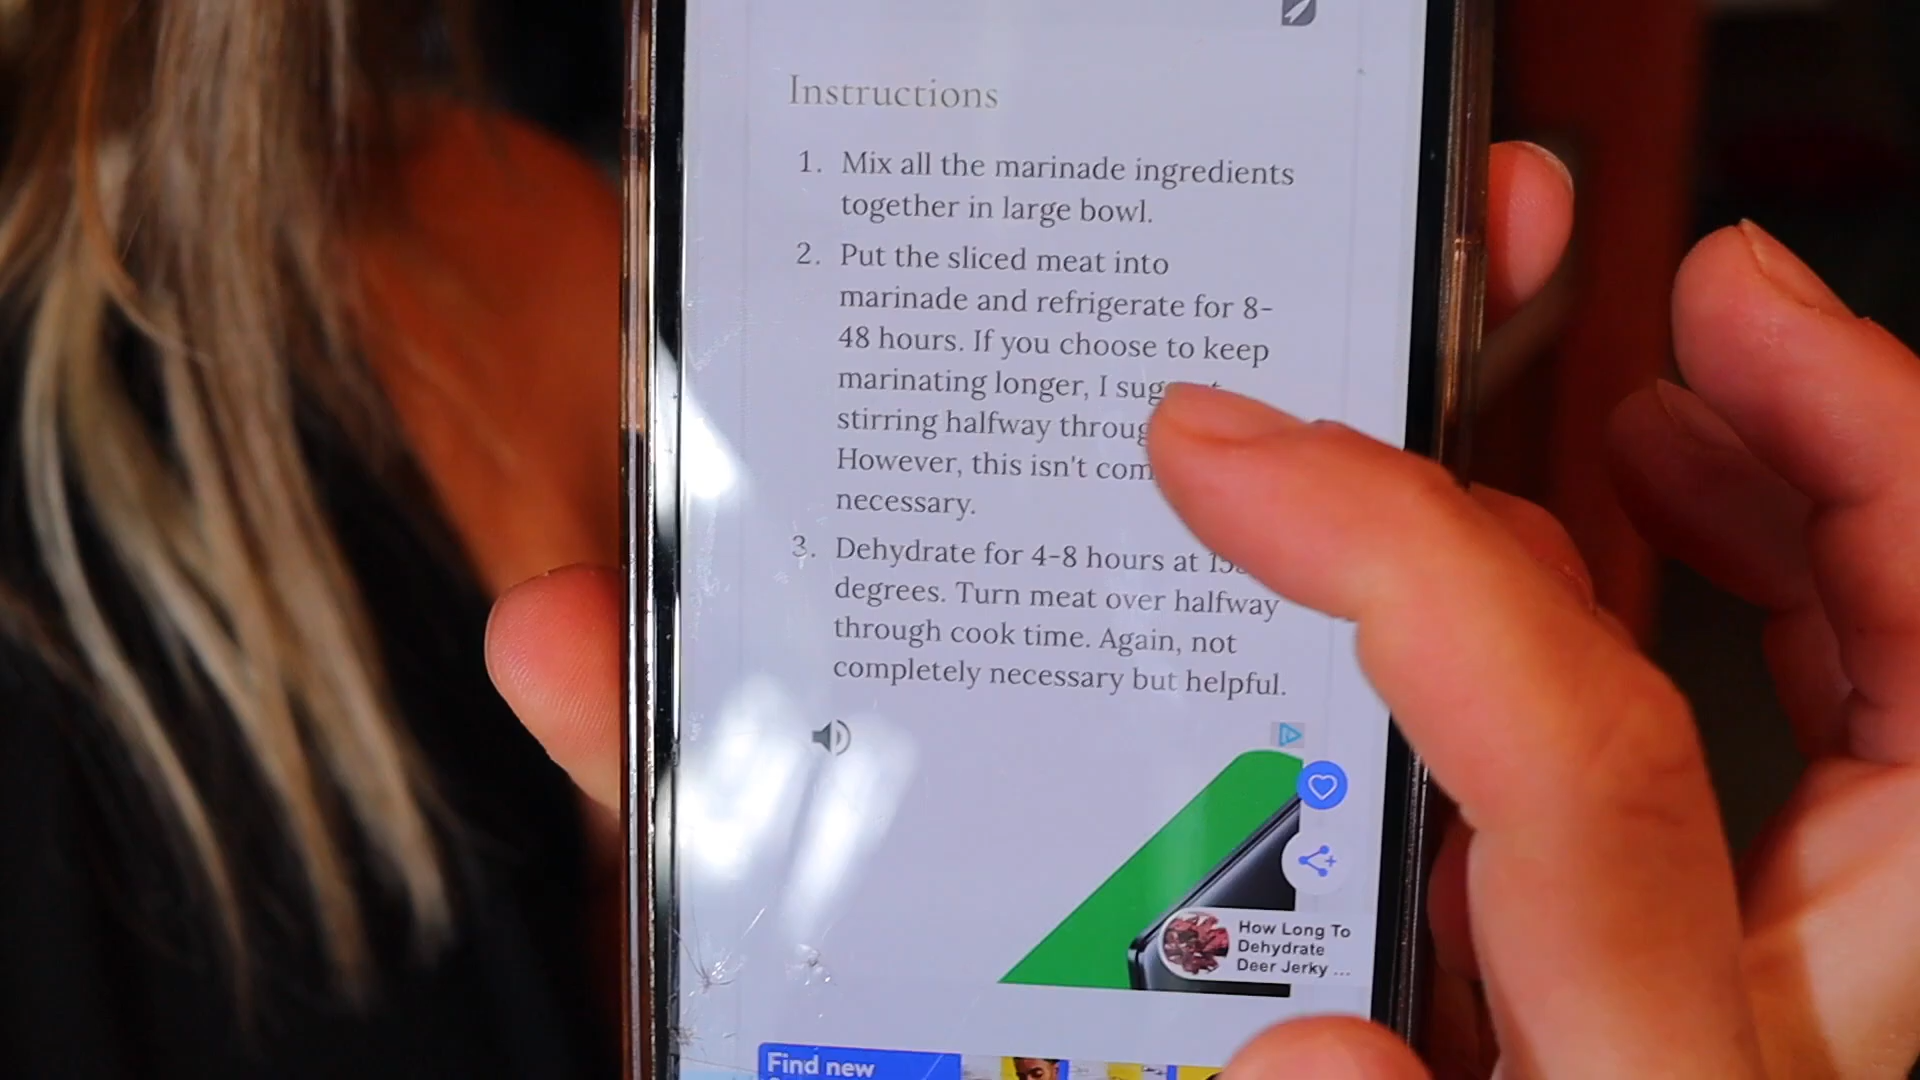 Instructions
1. Mix all the marinade ingredients
together in large bowl.
2. Put the sliced meat into
marinade and refrigerate for 8-
48 hours. If you choose to keep
marinating longer, I
stirring halfway
However, this isn't
necessary.
3. Dehydrate for 4-8 hours at
degrees. Turn meat over halfway
through cook time. Again, not
completely necessary but helpful.
How Long To
Dehydrate
Deer Jerky ...
Find new